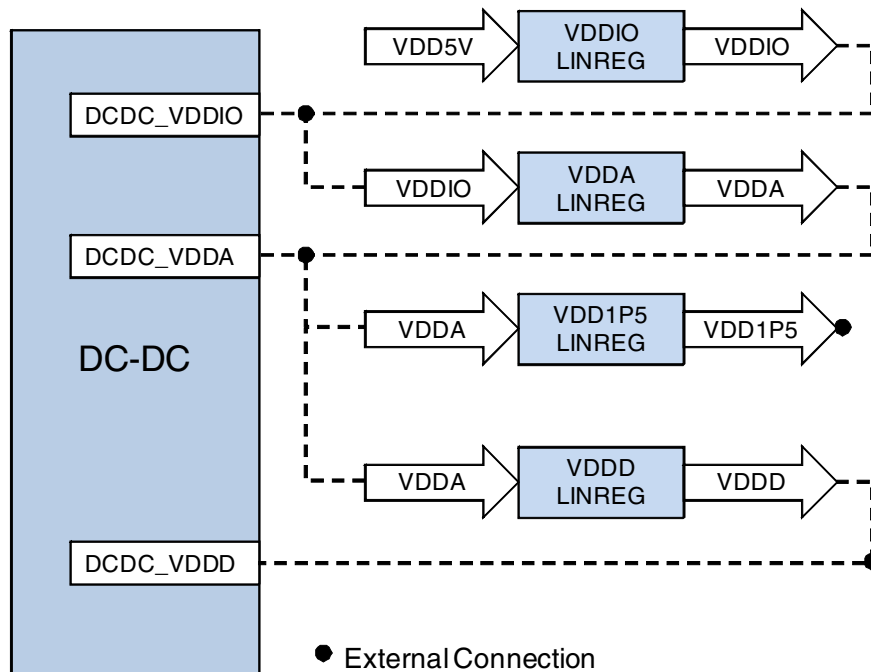 VDD5V
VDDIO
LINREG
VDDIO
DCDC_VDDIO
VDDIO
VDDA
LINREG
VDDA
DCDC_VDDA
VDDA
VDD1P5
LINREG
VDD1P5
DC-DC
VDDA
VDDD
LINREG
VDDD
DCDC_VDDD
External Connection